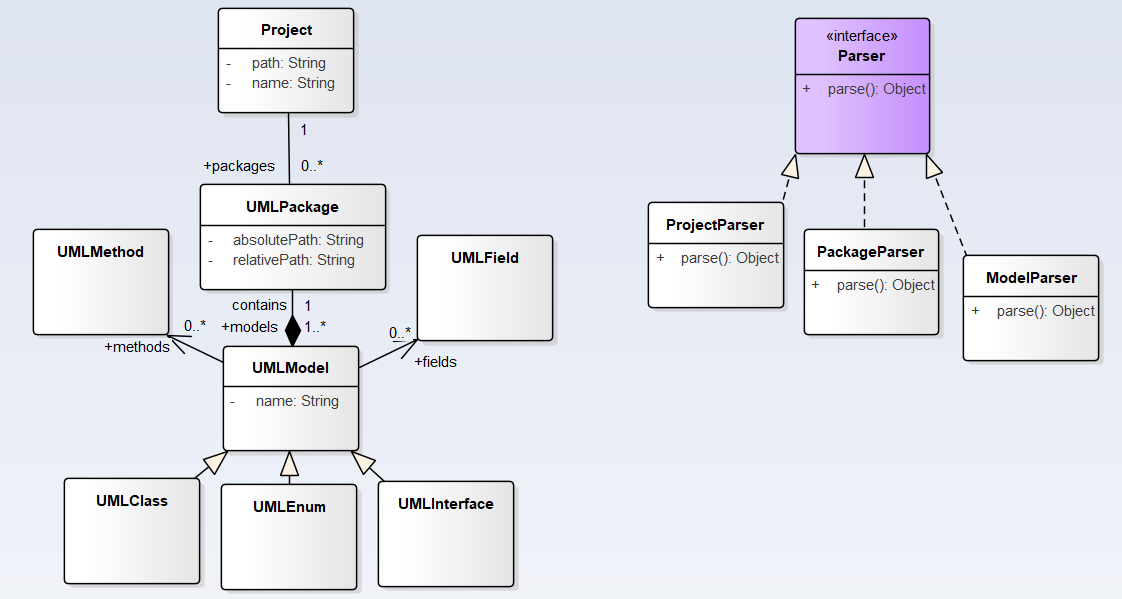 Project
- path: String
- name: String
1
+packages 0..*
UMLPackage
- absolutePath: String
- relativePath: String
UMLMethod
UMLField
contains 1
+models 1..*
0..*
+methods
0..*
+fields
UMLModel
- name: String
UMLClass
UMLEnum
UMLInterface
«interface»
Parser
+ parse(): Object
ProjectParser
+ parse(): Object
PackageParser
+ parse(): Object
ModelParser
+ parse(): Object